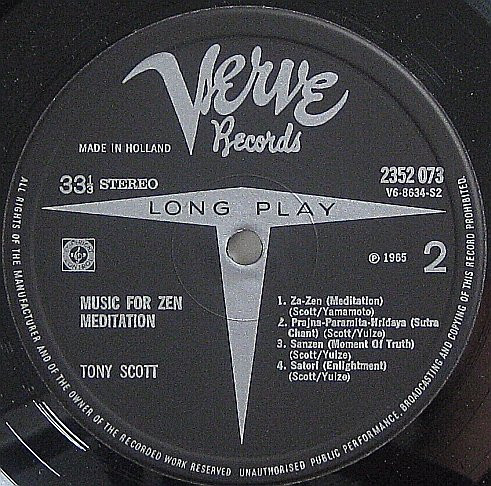 Verve
Records
MADE IN HOLLAND
33⅓ STEREO
2352 073
V6-8634-S2
LONG PLAY
℗ 1965
2
MUSIC FOR ZEN
MEDITATION
TONY SCOTT
1. Za-Zen (Meditation)
(Scott/Yamamoto)
2. Prajna-Paramita-Hridaya (Sutra
Chant) (Scott/Yuize)
3. Sanzen (Moment Of Truth)
(Scott/Yuize)
4. Satori (Enlightment)
(Scott/Yuize)
ALL RIGHTS OF THE MANUFACTURER AND OF THE OWNER OF THE RECORDED WORK RESERVED UNAUTHORISED PUBLIC PERFORMANCE, BROADCASTING AND COPYING OF THIS RECORD PROHIBITED.